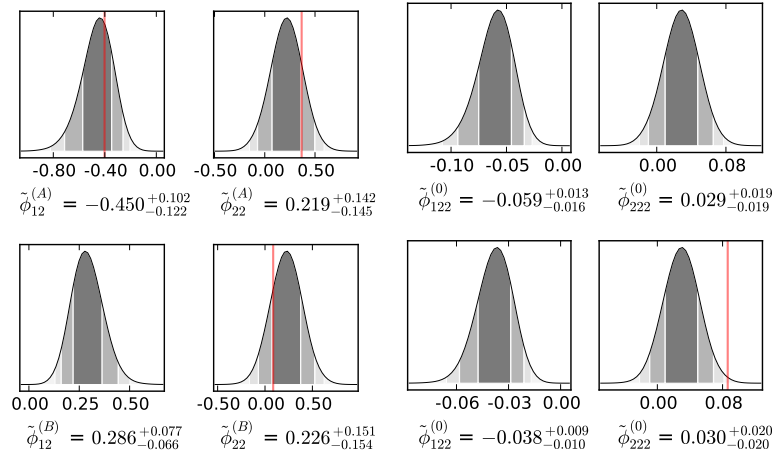 -0.80 -0.40 0.00 -0.50 0.00 0.50 -0.10 -0.05 0.00 0.00 0.08
φ̃₁₂^(A) = −0.450 +0.102 −0.122 φ̃₂₂^(A) = 0.219 +0.142 −0.145 φ̃₁₂₂^(0) = −0.059 +0.013 −0.016 φ̃₂₂₂^(0) = 0.029 +0.019 −0.019
0.00 0.25 0.50 -0.50 0.00 0.50 -0.06 -0.03 0.00 0.00 0.08
φ̃₁₂^(B) = 0.286 +0.077 −0.066 φ̃₂₂^(B) = 0.226 +0.151 −0.154 φ̃₁₂₂^(0) = −0.038 +0.009 −0.010 φ̃₂₂₂^(0) = 0.030 +0.020 −0.020